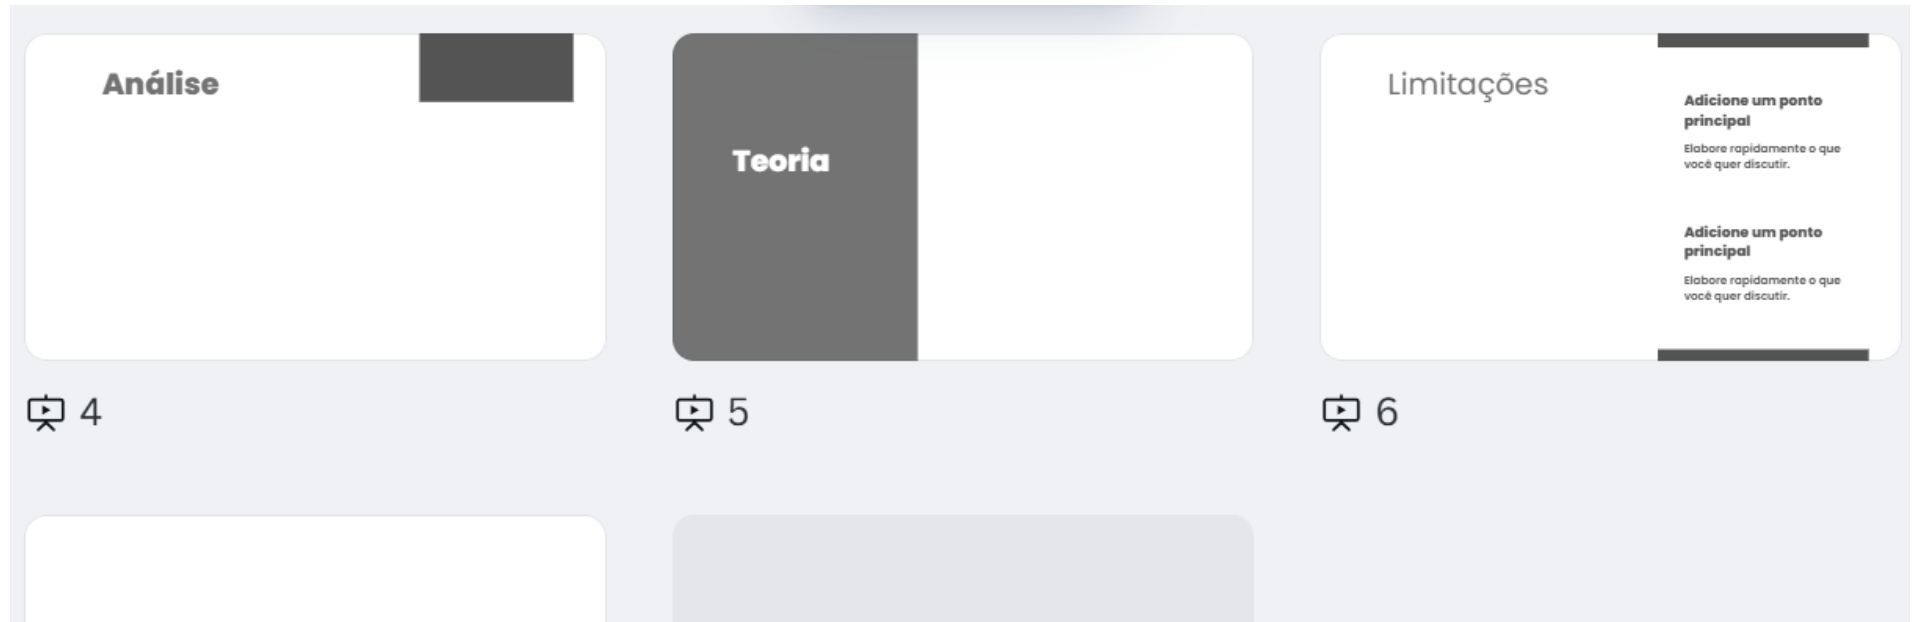 Análise
Teoria
Limitações
Adicione um ponto
principal
Elabore rapidamente o que
você quer discutir.
Adicione um ponto
principal
Elabore rapidamente o que
você quer discutir.
4
5
6